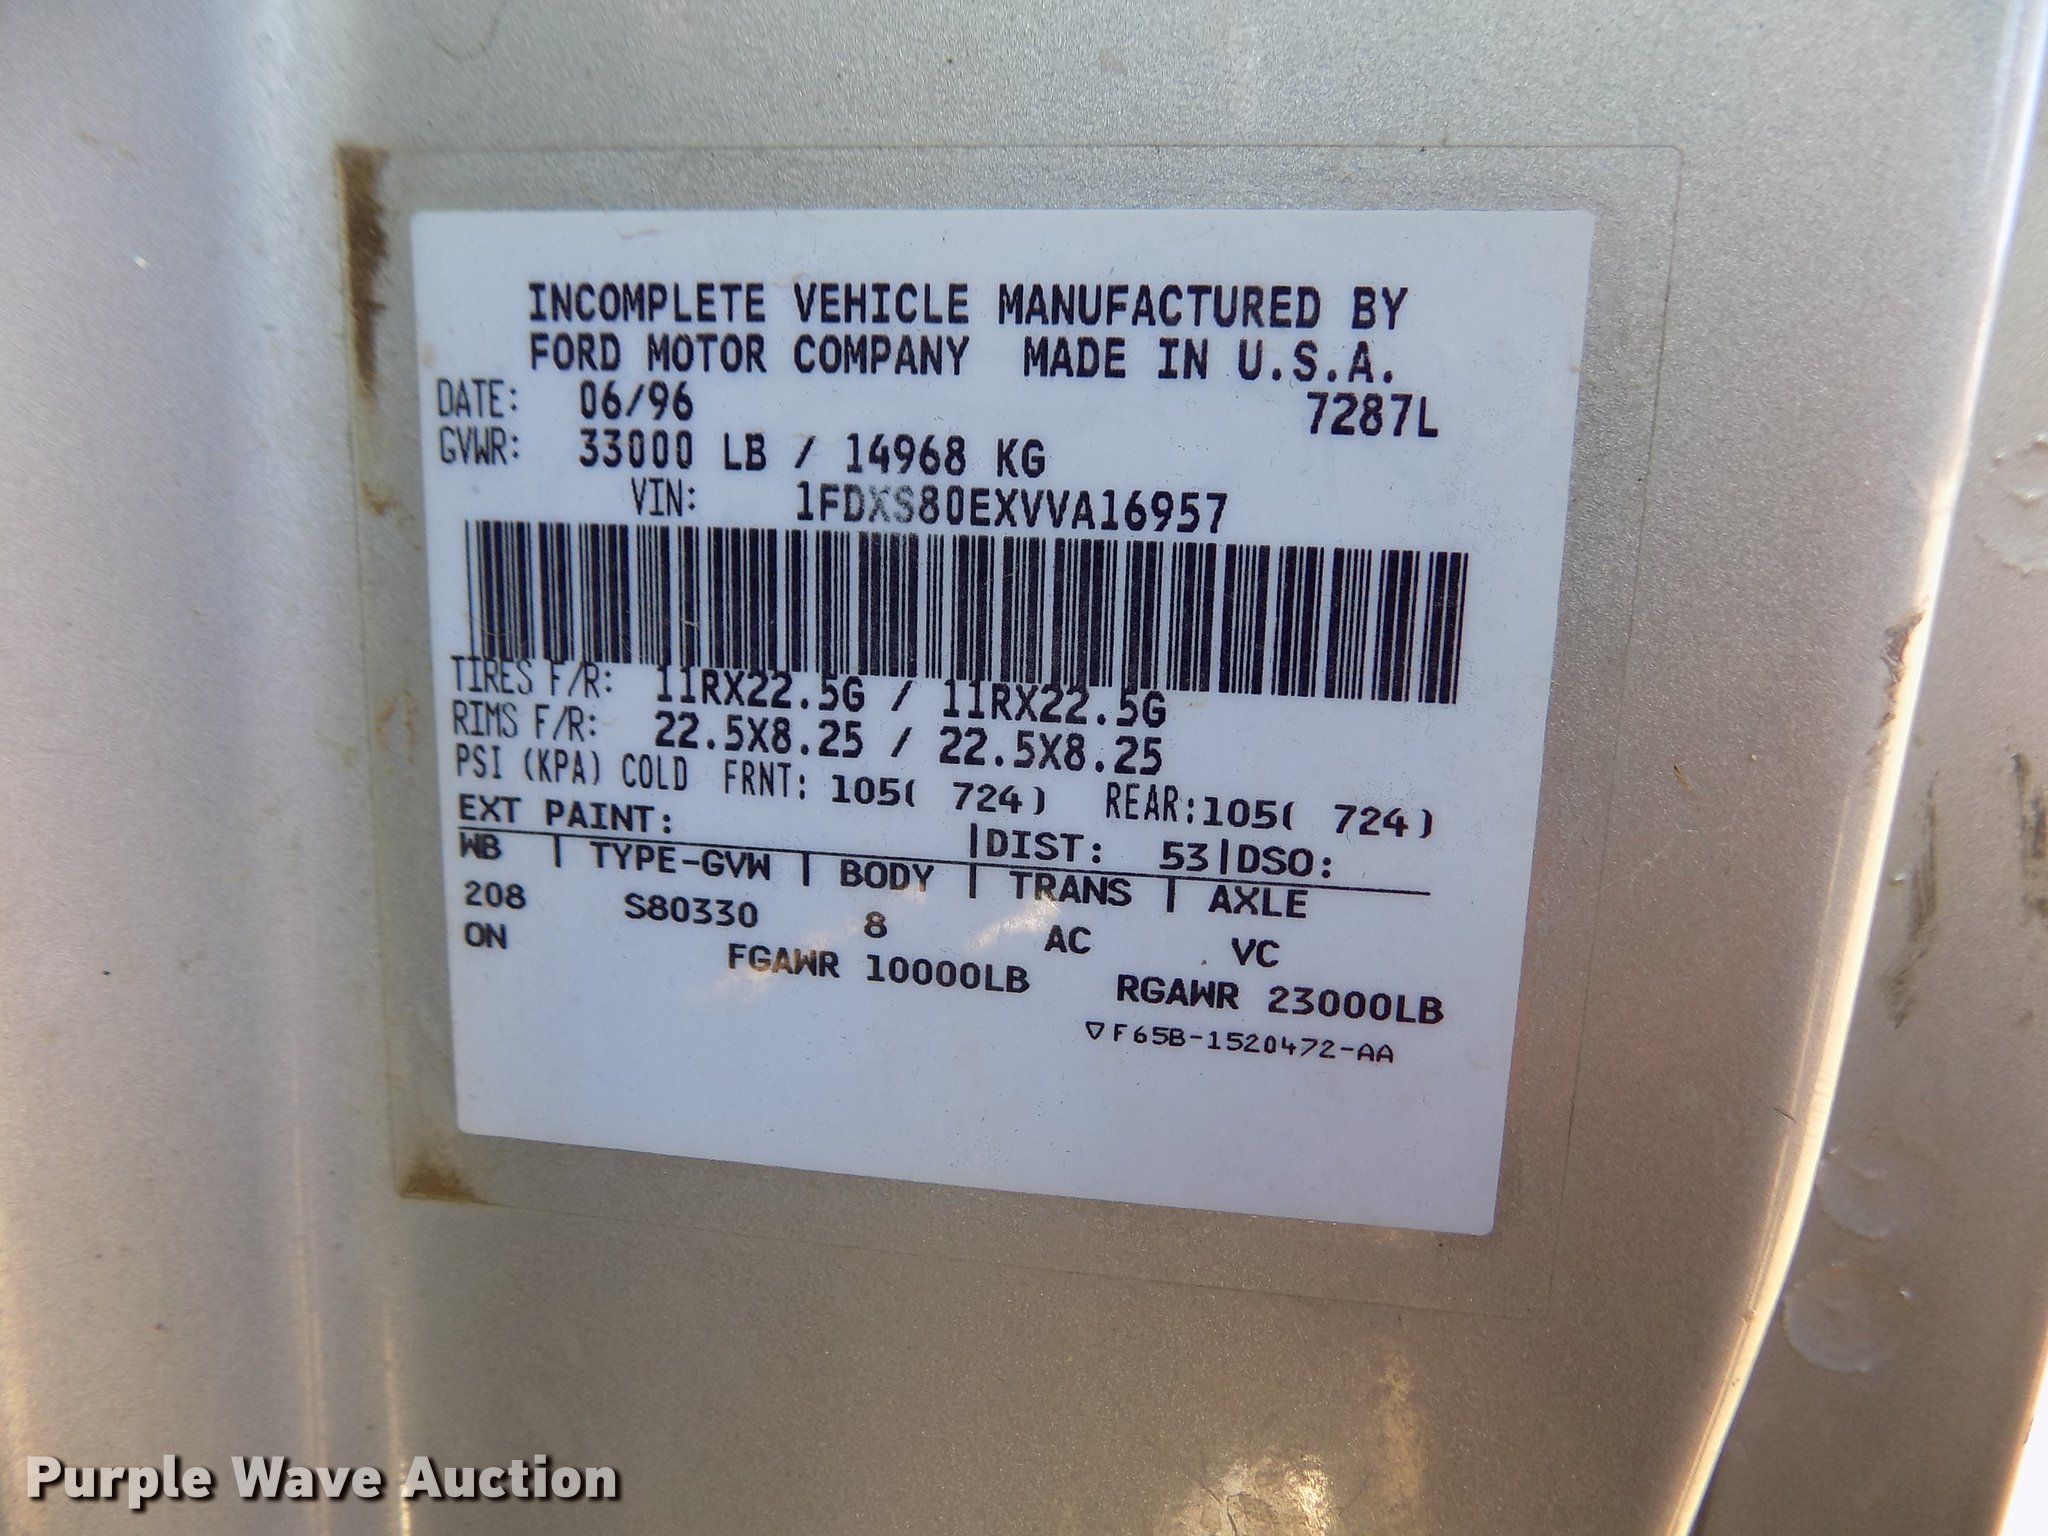 INCOMPLETE VEHICLE MANUFACTURED BY
FORD MOTOR COMPANY MADE IN U.S.A.
DATE: 06/96 7287L
GVWR: 33000 LB / 14968 KG
VIN: 1FDXS80EXVVA16957
TIRES F/R: 11RX22.5G / 11RX22.5G
RIMS F/R: 22.5X8.25 / 22.5X8.25
PSI (KPA) COLD FRNT: 105( 724) REAR:105( 724)
EXT PAINT: |DIST: 53|DSO:
WB | TYPE-GVW | BODY | TRANS | AXLE
208 S80330 8 AC VC
ON FGAWR 10000LB RGAWR 23000LB
▽F65B-1520472-AA
Purple Wave Auction